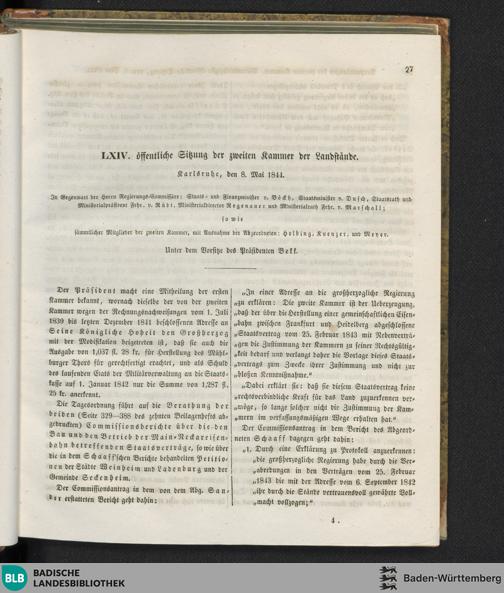 27
LXIV. öffentliche Sitzung der zweiten Kammer der Landstände.
Karlsruhe, den 8. Mai 1844.
In Gegenwart der Herren Regierungs-Commissäre: Staats- und Finanzminister v. Böckh, Staatsminister v. Dusch, Staatsrath und
Ministerialpräsident Frhr. v. Rüdt, Ministerialdirector Regenauer und Ministerialrath Frhr. v. Marschall;
sowie
sämmtlicher Mitglieder der zweiten Kammer, mit Ausnahme der Abgeordneten: Helbing, Kuenzer, und Meyer.
Unter dem Vorsitze des Präsidenten Bekk.
Der Präsident macht eine Mittheilung der ersten
Kammer bekannt, wornach dieselbe der von der zweiten
Kammer wegen der Rechnungsnachweisungen vom 1. Juli
1839 bis letzten Dezember 1841 beschlossenen Adresse an
Seine Königliche Hoheit den Großherzog
mit der Modifikation beigetreten ist, daß sie auch die
Ausgabe von 1,037 fl. 28 kr. für Herstellung des Mühl-
burger Thors für gerechtfertigt erachtet, und als Schuld
des laufenden Etats der Militärverwaltung an die Staats-
kasse auf 1. Januar 1842 nur die Summe von 1,287 fl.
25 kr. anerkennt.
Die Tagesordnung führt auf die Berathung der
beiden (Seite 329—388 des zehnten Beilagenhefts ab-
gedruckten) Commissionsberichte über die den
Bau und den Betrieb der Main-Neckareisen-
bahn betreffenden Staatsverträge, so wie über
die in dem Schaaff'schen Berichte behandelten Petitio-
nen der Städte Weinheim und Ladenburg und der
Gemeinde Seckenheim.
Der Commissionsantrag in dem von dem Abg. San-
der erstatteten Bericht geht dahin:
„In einer Adresse an die großherzogliche Regierung
„zu erklären: Die zweite Kammer ist der Ueberzeugung,
„daß der über die Herstellung einer gemeinschaftlichen Eisen-
„bahn zwischen Frankfurt und Heidelberg abgeschlossene
„Staatsvertrag vom 25. Februar 1843 mit Nebenverträ-
„gen die Zustimmung der Kammern zu seiner Rechtsgültig-
„keit bedarf und verlangt daher die Vorlage dieses Staats-
„vertrags zum Zwecke ihrer Zustimmung und nicht zur
„bloßen Kenntnißnahme."
„Dabei erklärt sie: daß sie diesem Staatsvertrag keine
„rechtsverbindliche Kraft für das Land zuzuerkennen ver-
„möge, so lange solcher nicht die Zustimmung der Kam-
„mern im verfassungsmäßigen Wege erhalten hat."
Der Commissionsantrag in dem Bericht des Abgeord-
neten Schaaff dagegen geht dahin:
„1. Durch eine Erklärung zu Protokoll anzuerkennen:
„die großherzogliche Regierung habe durch die Ver-
„abredungen in den Verträgen vom 25. Februar
„1843 die mit der Adresse vom 6. September 1842
„ihr durch die Stände vertrauensvoll gewährte Voll-
„macht vollzogen;"
4.
BLB
BADISCHE
LANDESBIBLIOTHEK
Baden-Württemberg